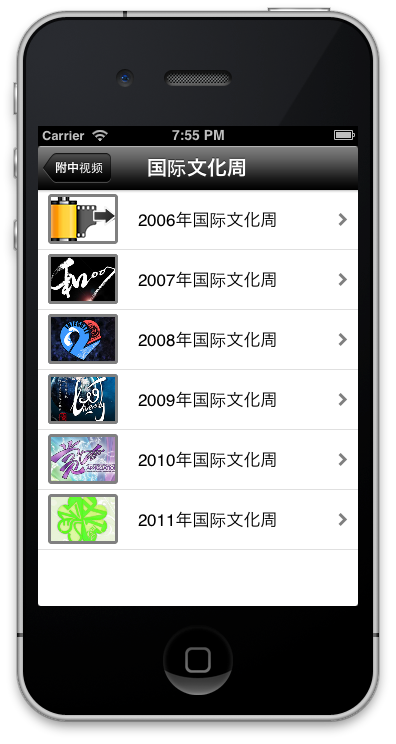 Carrier 7:55 PM
附中视频 国际文化周
2006年国际文化周
2007年国际文化周
2008年国际文化周
2009年国际文化周
2010年国际文化周
2011年国际文化周